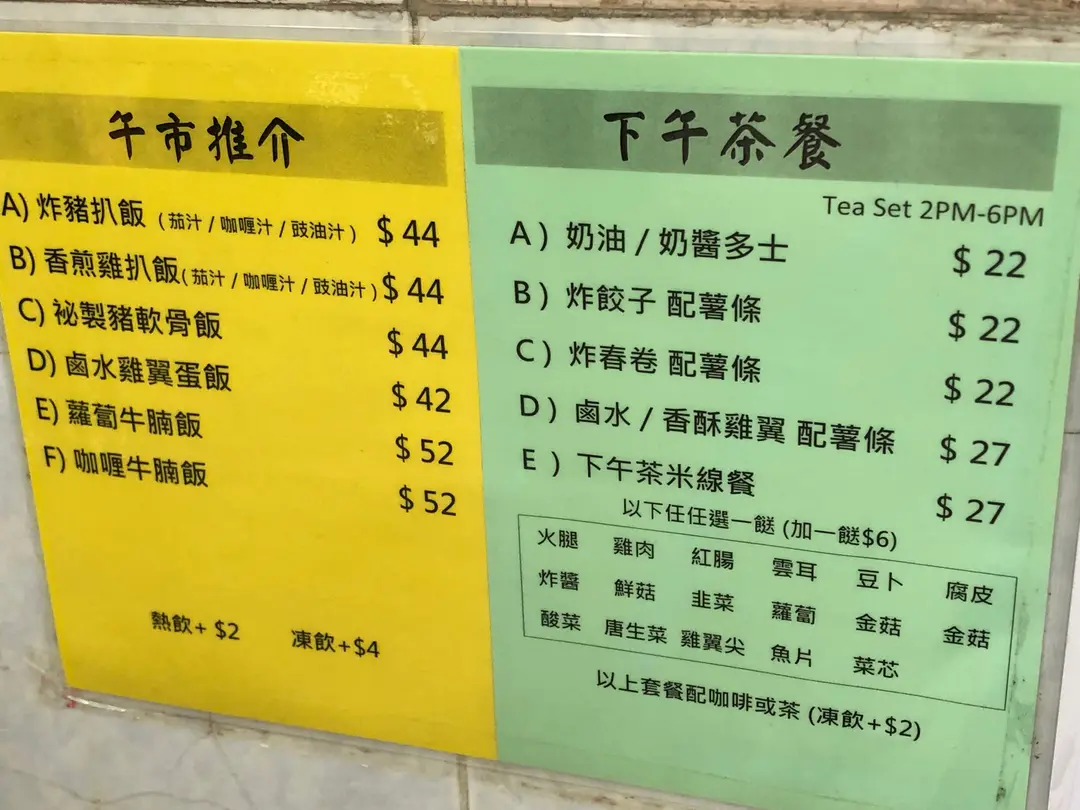 午市推介
A) 炸豬扒飯 (茄汁 / 咖喱汁 / 豉油汁) $ 44
B) 香煎雞扒飯 (茄汁 / 咖喱汁 / 豉油汁) $ 44
C) 祕製豬軟骨飯 $ 44
D) 鹵水雞翼蛋飯 $ 42
E) 蘿蔔牛腩飯 $ 52
F) 咖喱牛腩飯 $ 52
熱飲+ $2 凍飲+$4
下午茶餐
Tea Set 2PM-6PM
A) 奶油 / 奶醬多士 $ 22
B) 炸餃子 配薯條 $ 22
C) 炸春卷 配薯條 $ 22
D) 鹵水 / 香酥雞翼 配薯條 $ 27
E) 下午茶米線餐 $ 27
以下任任選一餸 (加一餸$6)
火腿 雞肉 紅腸 雲耳 豆卜 腐皮
炸醬 鮮菇 韭菜 蘿蔔 金菇 金菇
酸菜 唐生菜 雞翼尖 魚片 菜芯
以上套餐配咖啡或茶 (凍飲+$2)